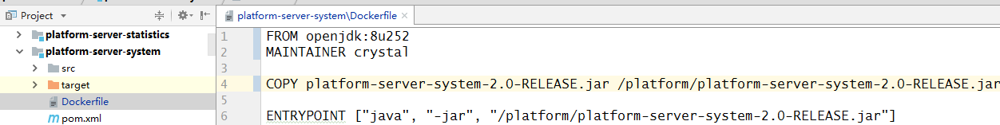 Project
platform-server-statistics
platform-server-system
src
target
Dockerfile
pom.xml
platform-server-system\Dockerfile
1 FROM openjdk:8u252
2 MAINTAINER crystal
3
4 COPY platform-server-system-2.0-RELEASE.jar /platform/platform-server-system-2.0-RELEASE.jar
5
6 ENTRYPOINT ["java", "-jar", "/platform/platform-server-system-2.0-RELEASE.jar"]